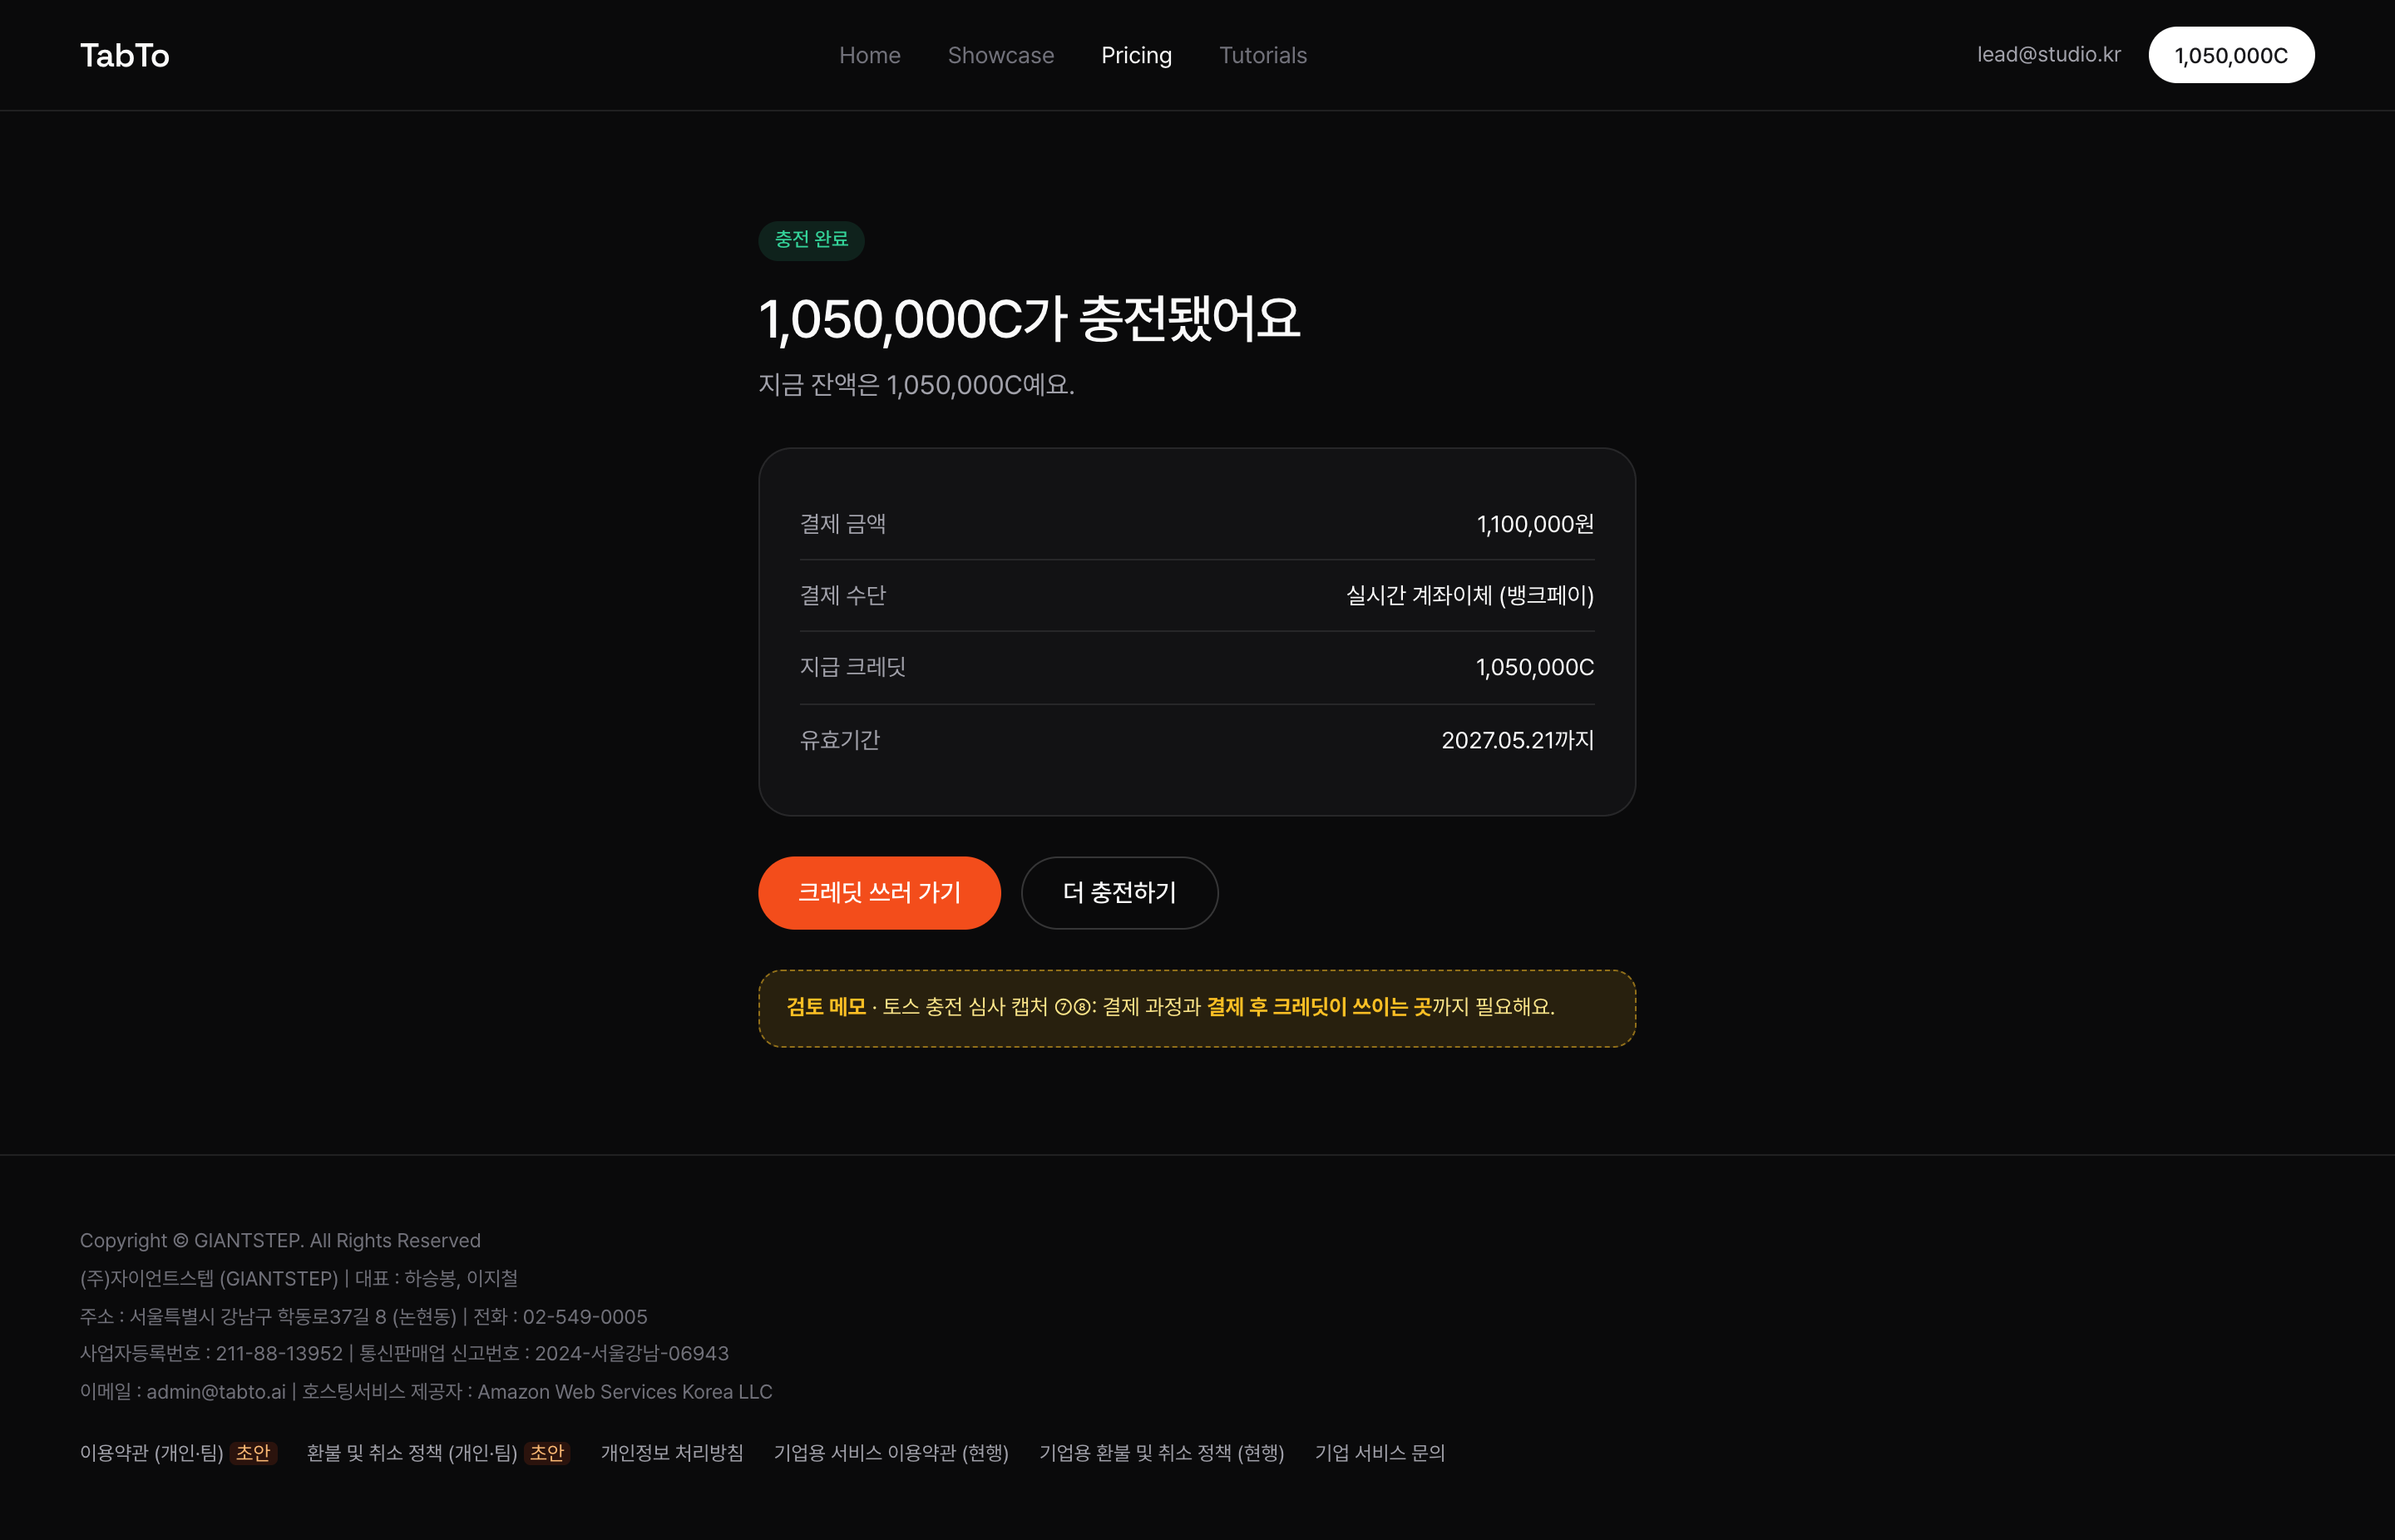 TabTo
Home Showcase Pricing Tutorials
lead@studio.kr 1,050,000C
충전 완료
1,050,000C가 충전됐어요
지금 잔액은 1,050,000C예요.
결제 금액 1,100,000원
결제 수단 실시간 계좌이체 (뱅크페이)
지급 크레딧 1,050,000C
유효기간 2027.05.21까지
크레딧 쓰러 가기 더 충전하기
검토 메모 · 토스 충전 심사 캡처 ⑦⑧: 결제 과정과 결제 후 크레딧이 쓰이는 곳까지 필요해요.
Copyright © GIANTSTEP. All Rights Reserved
(주)자이언트스텝 (GIANTSTEP) | 대표 : 하승봉, 이지철
주소 : 서울특별시 강남구 학동로37길 8 (논현동) | 전화 : 02-549-0005
사업자등록번호 : 211-88-13952 | 통신판매업 신고번호 : 2024-서울강남-06943
이메일 : admin@tabto.ai | 호스팅서비스 제공자 : Amazon Web Services Korea LLC
이용약관 (개인·팀) 초안 환불 및 취소 정책 (개인·팀) 초안 개인정보 처리방침 기업용 서비스 이용약관 (현행) 기업용 환불 및 취소 정책 (현행) 기업 서비스 문의